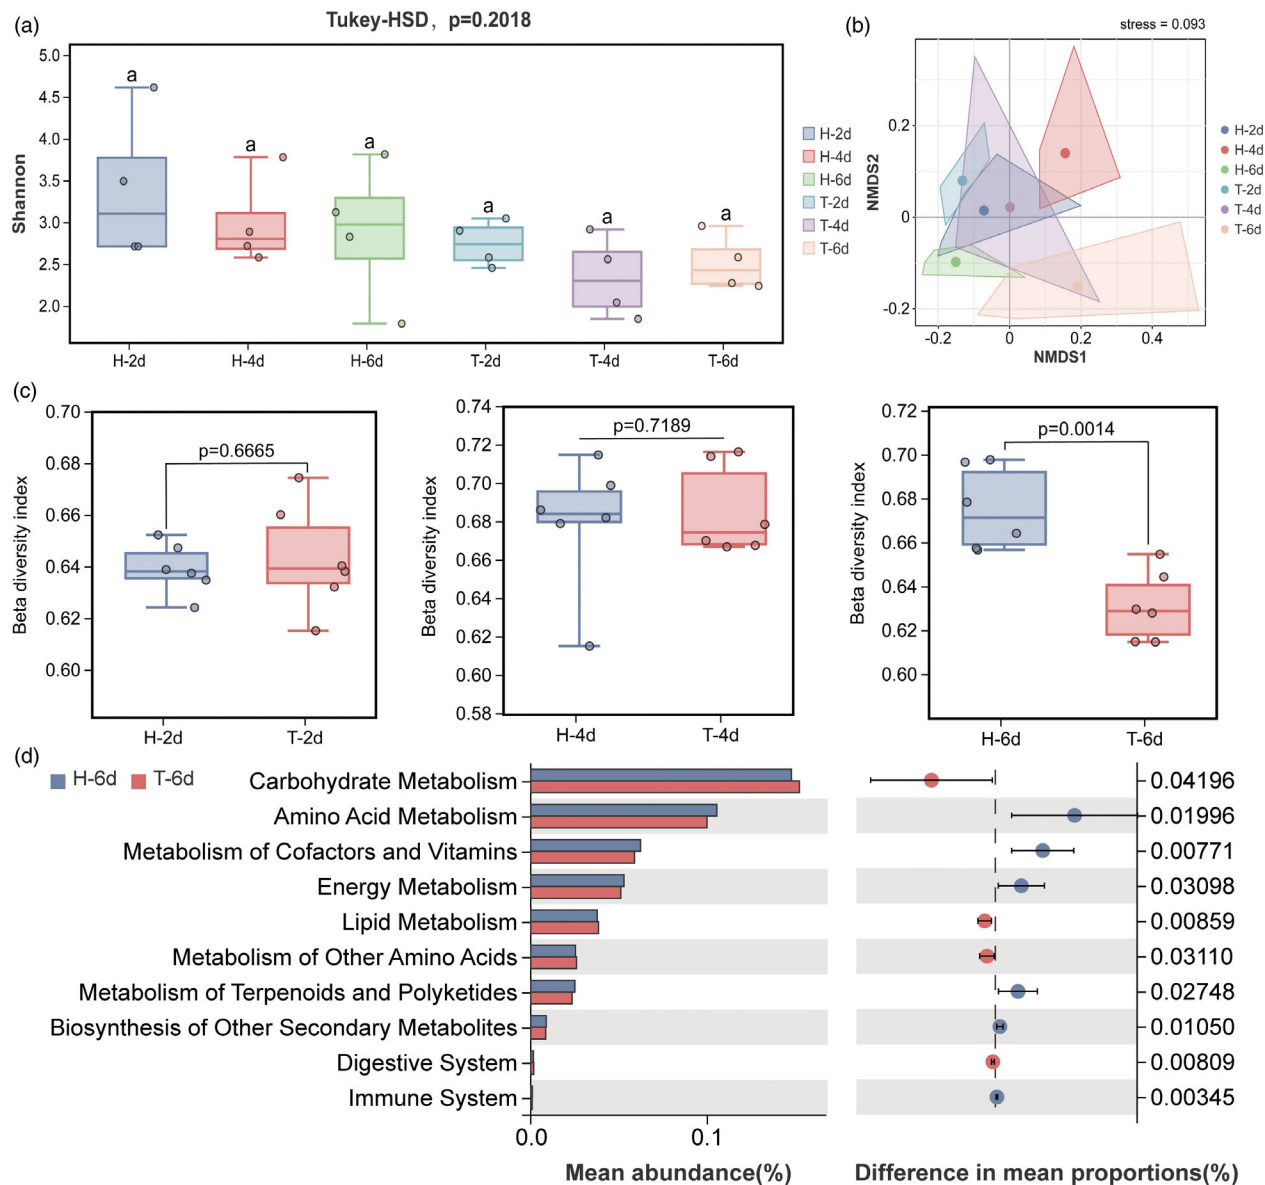 (a)
Tukey-HSD, p=0.2018
Shannon
5.0
4.5
4.0
3.5
3.0
2.5
2.0
a
a
a
a
a
a
H-2d
H-4d
H-6d
T-2d
T-4d
T-6d
H-2d
H-4d
H-6d
T-2d
T-4d
T-6d
(b)
stress = 0.093
NMDS2
0.2
0
-0.2
-0.2
0
0.2
0.4
NMDS1
H-2d
H-4d
H-6d
T-2d
T-4d
T-6d
(c)
Beta diversity index
0.70
0.68
0.66
0.64
0.62
0.60
p=0.6665
H-2d
T-2d
Beta diversity index
0.74
0.72
0.70
0.68
0.66
0.64
0.62
0.60
0.58
p=0.7189
H-4d
T-4d
Beta diversity index
0.72
0.70
0.68
0.66
0.64
0.62
0.60
p=0.0014
H-6d
T-6d
(d)
H-6d
T-6d
Carbohydrate Metabolism
0.04196
Amino Acid Metabolism
0.01996
Metabolism of Cofactors and Vitamins
0.00771
Energy Metabolism
0.03098
Lipid Metabolism
0.00859
Metabolism of Other Amino Acids
0.03110
Metabolism of Terpenoids and Polyketides
0.02748
Biosynthesis of Other Secondary Metabolites
0.01050
Digestive System
0.00809
Immune System
0.00345
0.0
0.1
Mean abundance(%)
Difference in mean proportions(%)